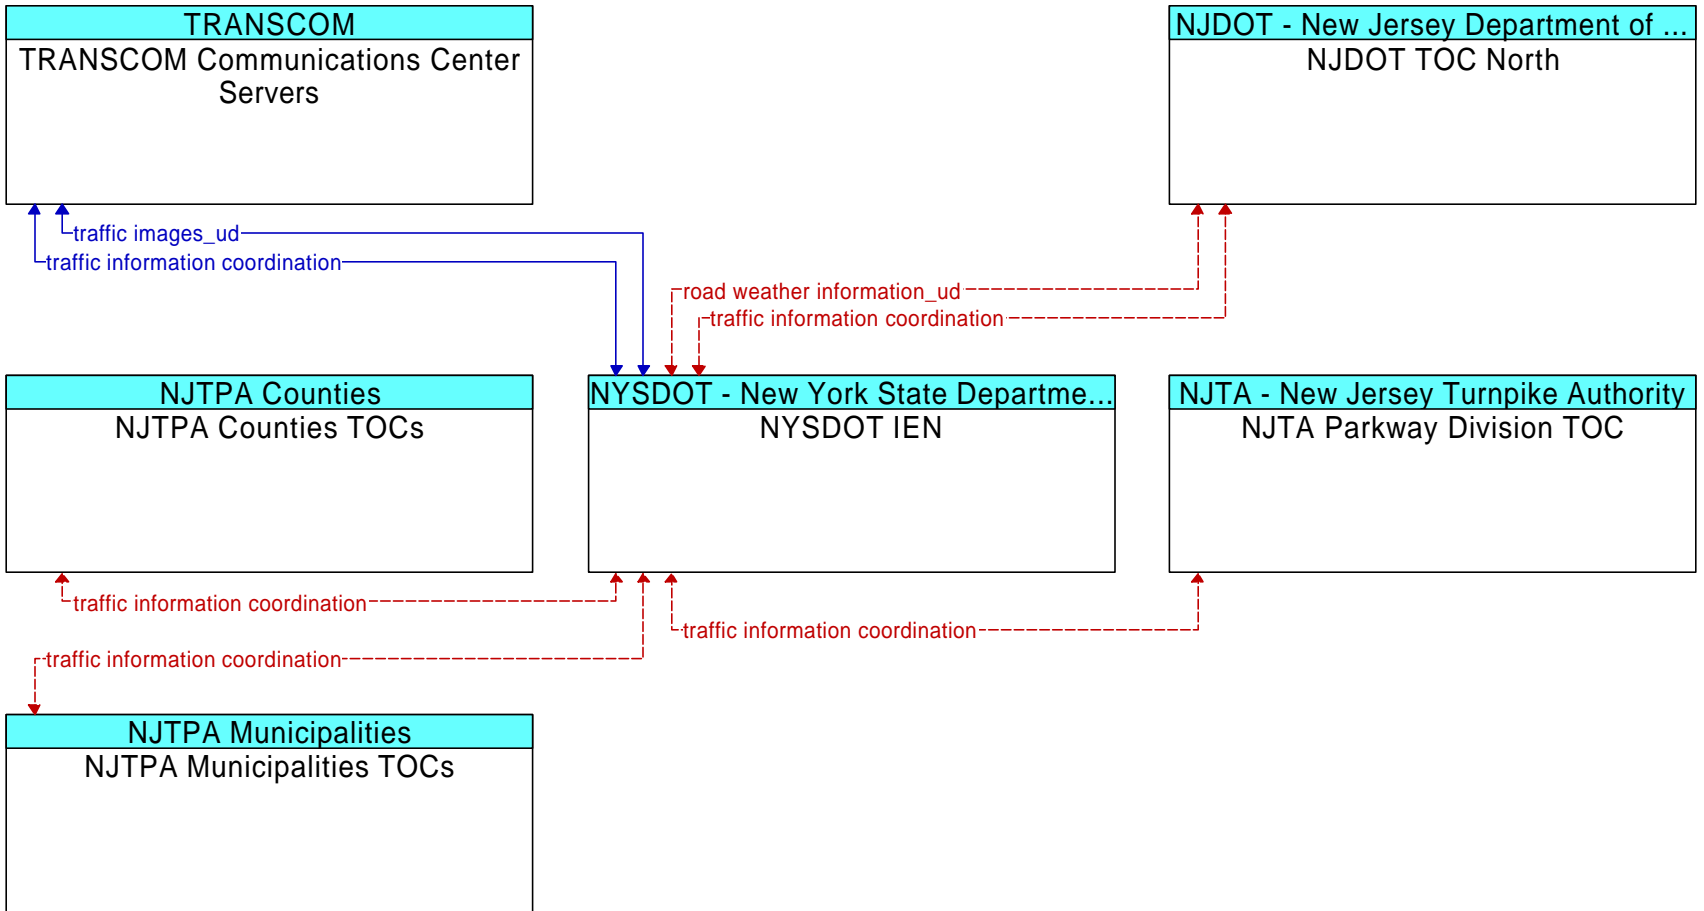 TRANSCOM
TRANSCOM Communications Center
Servers
NJDOT - New Jersey Department of ...
NJDOT TOC North
traffic images_ud
traffic information coordination
road weather information_ud
traffic information coordination
NJTPA Counties
NJTPA Counties TOCs
NYSDOT - New York State Departme...
NYSDOT IEN
NJTA - New Jersey Turnpike Authority
NJTA Parkway Division TOC
traffic information coordination
traffic information coordination
traffic information coordination
NJTPA Municipalities
NJTPA Municipalities TOCs